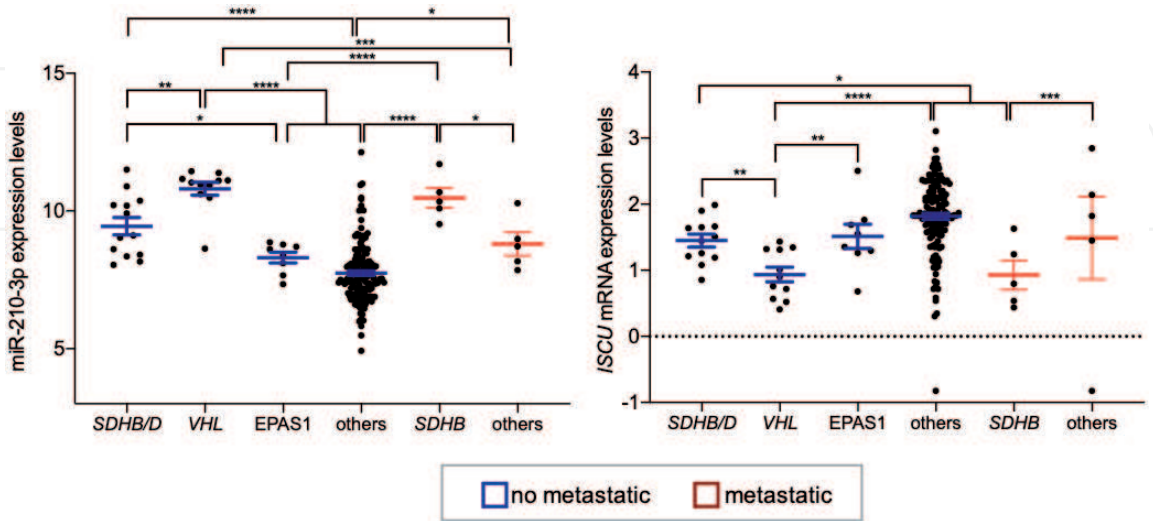 **** *
***
****
** ****
* **** *
15
10
5
miR-210-3p expression levels
SDHB/D VHL EPAS1 others SDHB others
*
**** ***
**
**
4
3
2
1
0
-1
ISCU mRNA expression levels
SDHB/D VHL EPAS1 others SDHB others
no metastatic metastatic